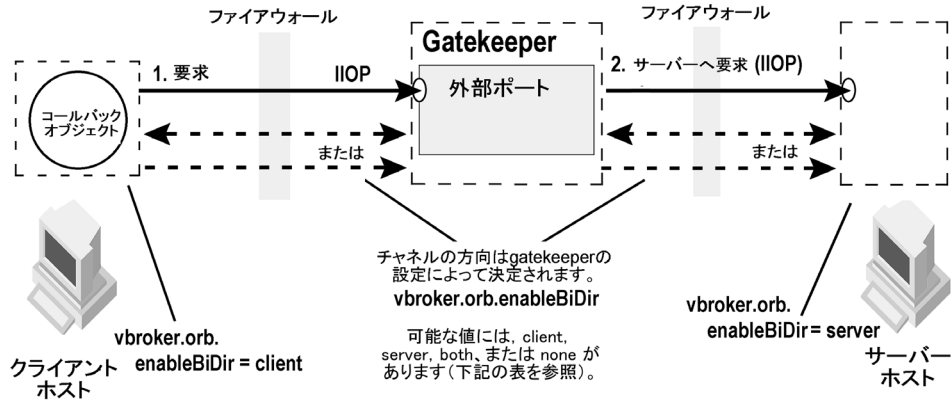 ファイアウォール
ファイアウォール
Gatekeeper
1. 要求
IIOP
外部ポート
2. サーバーへ要求 (IIOP)
コールバック
オブジェクト
または
または
チャネルの方向はgatekeeperの
設定によって決定されます。
vbroker.orb.enableBiDir
可能な値には, client,
server, both、または none が
あります(下記の表を参照)。
vbroker.orb.
enableBiDir = client
vbroker.orb.
enableBiDir = server
クライアント
ホスト
サーバー
ホスト